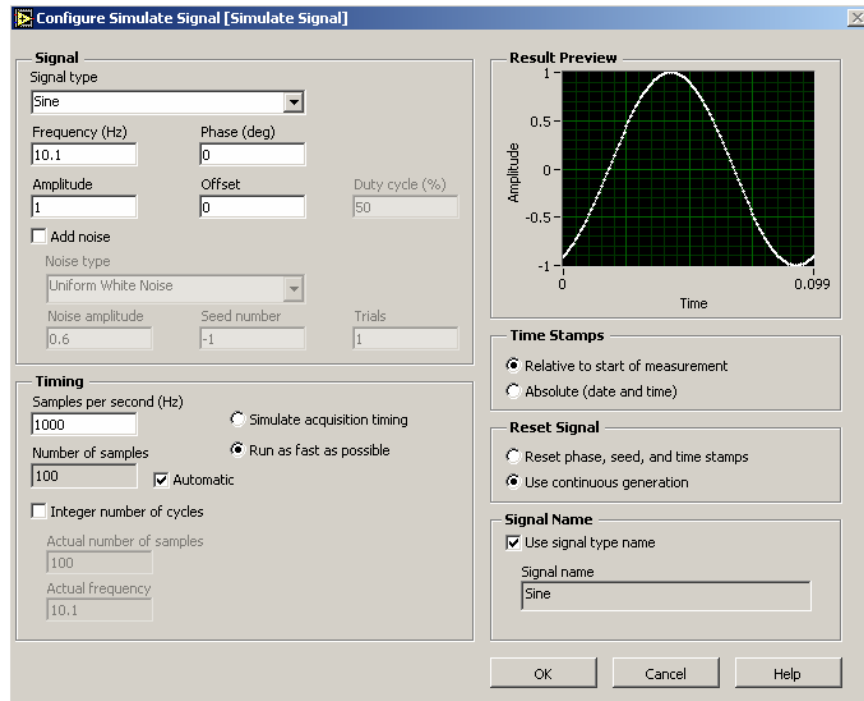 Configure Simulate Signal [Simulate Signal]
Signal
Signal type
Sine
Frequency (Hz)
Phase (deg)
10.1
0
Amplitude
Offset
Duty cycle (%)
1
0
50
Add noise
Noise type
Uniform White Noise
Noise amplitude
Seed number
Trials
0.6
-1
1
Timing
Samples per second (Hz)
1000
Simulate acquisition timing
Run as fast as possible
Number of samples
100
Automatic
Integer number of cycles
Actual number of samples
100
Actual frequency
10.1
Result Preview
1
0.5
0
-0.5
-1
Amplitude
0
0.099
Time
Time Stamps
Relative to start of measurement
Absolute (date and time)
Reset Signal
Reset phase, seed, and time stamps
Use continuous generation
Signal Name
Use signal type name
Signal name
Sine
OK
Cancel
Help